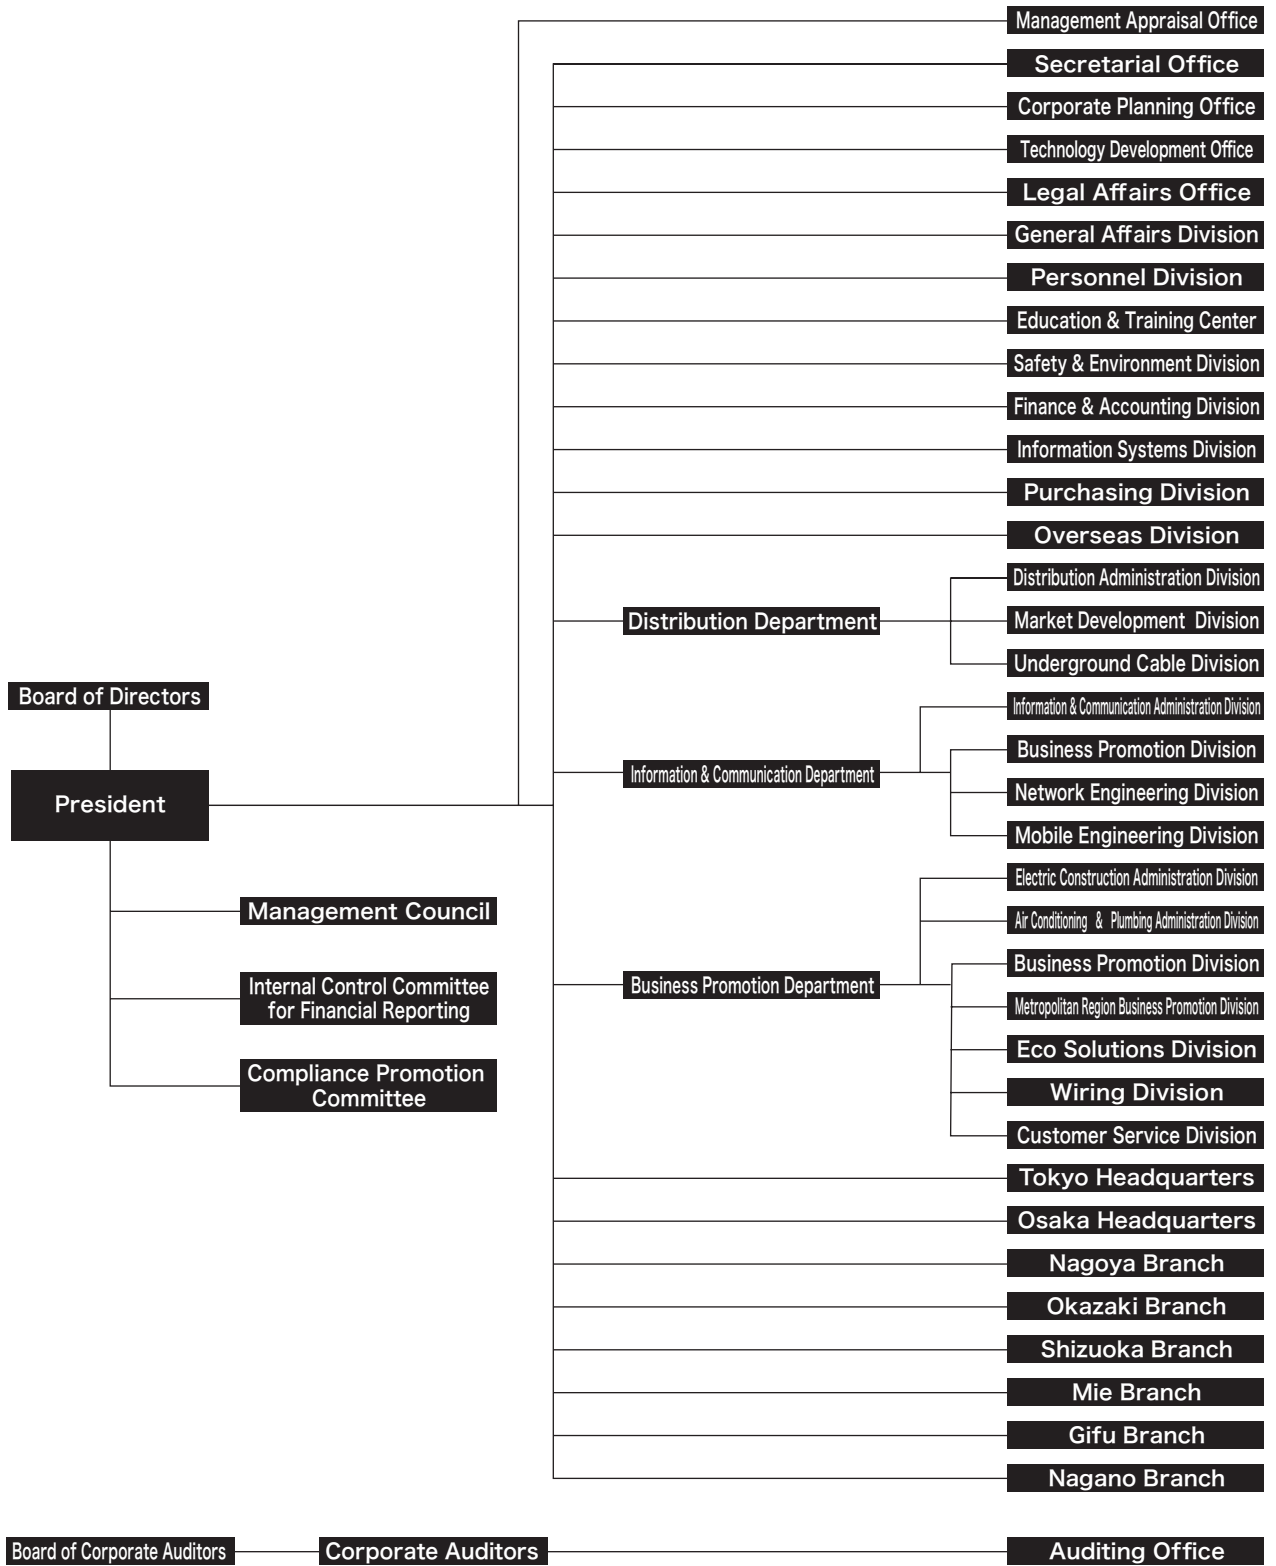 Management Appraisal Office
Secretarial Office
Corporate Planning Office
Technology Development Office
Legal Affairs Office
General Affairs Division
Personnel Division
Education & Training Center
Safety & Environment Division
Finance & Accounting Division
Information Systems Division
Purchasing Division
Overseas Division
Distribution Department
Distribution Administration Division
Market Development Division
Underground Cable Division
Board of Directors
President
Information & Communication Department
Information & Communication Administration Division
Business Promotion Division
Network Engineering Division
Mobile Engineering Division
Management Council
Internal Control Committee
for Financial Reporting
Compliance Promotion
Committee
Business Promotion Department
Electric Construction Administration Division
Air Conditioning & Plumbing Administration Division
Business Promotion Division
Metropolitan Region Business Promotion Division
Eco Solutions Division
Wiring Division
Customer Service Division
Tokyo Headquarters
Osaka Headquarters
Nagoya Branch
Okazaki Branch
Shizuoka Branch
Mie Branch
Gifu Branch
Nagano Branch
Board of Corporate Auditors
Corporate Auditors
Auditing Office